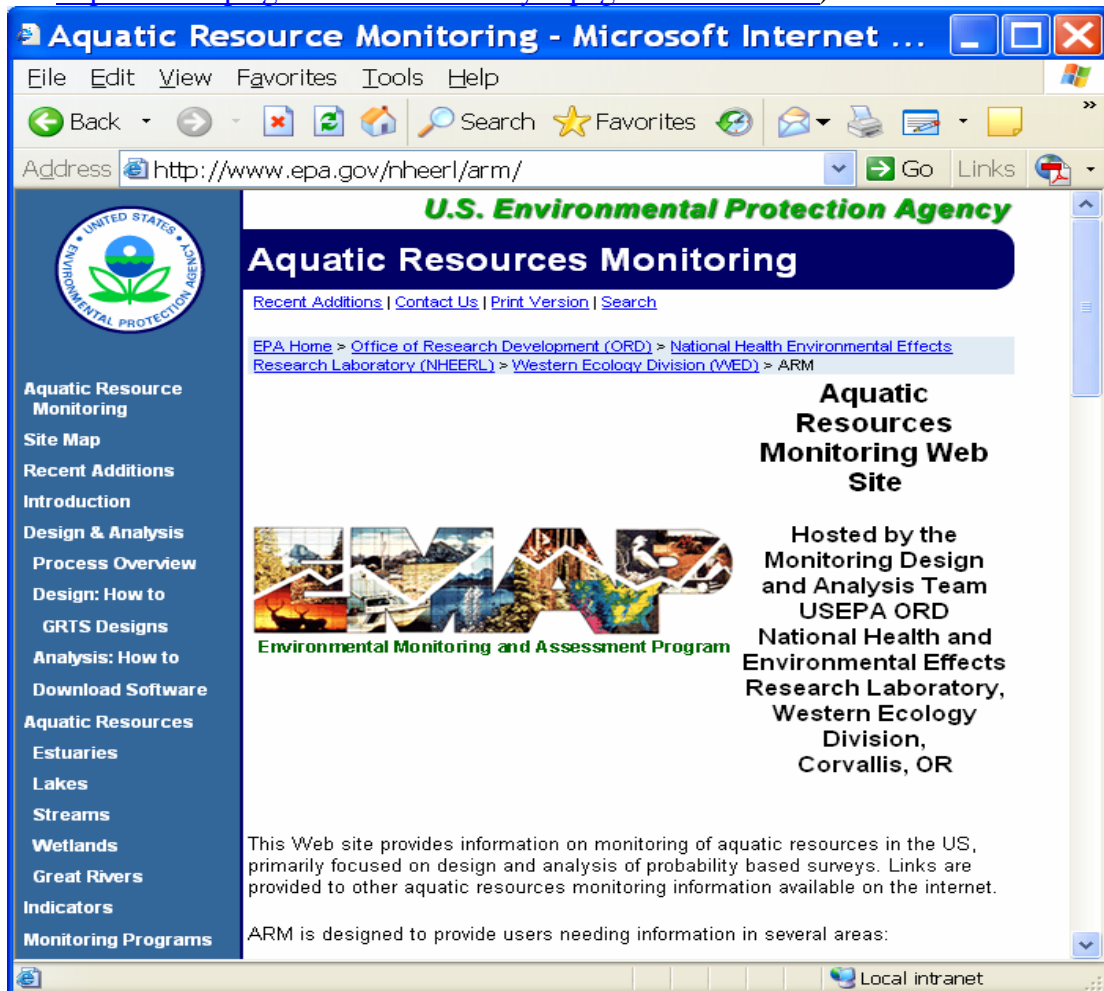 Aquatic Resource Monitoring - Microsoft Internet ...
File Edit View Favorites Tools Help
Back Search Favorites »
Address http://www.epa.gov/nheerl/arm/ Go Links
UNITED STATES ENVIRONMENTAL PROTECTION AGENCY
U.S. Environmental Protection Agency
Aquatic Resources Monitoring
Recent Additions | Contact Us | Print Version | Search
EPA Home > Office of Research Development (ORD) > National Health Environmental Effects
Research Laboratory (NHEERL) > Western Ecology Division (WED) > ARM
Aquatic Resource
Monitoring
Site Map
Recent Additions
Introduction
Design & Analysis
Process Overview
Design: How to
GRTS Designs
Analysis: How to
Download Software
Aquatic Resources
Estuaries
Lakes
Streams
Wetlands
Great Rivers
Indicators
Monitoring Programs
EMAP
Environmental Monitoring and Assessment Program
Aquatic
Resources
Monitoring Web
Site
Hosted by the
Monitoring Design
and Analysis Team
USEPA ORD
National Health and
Environmental Effects
Research Laboratory,
Western Ecology
Division,
Corvallis, OR
This Web site provides information on monitoring of aquatic resources in the US,
primarily focused on design and analysis of probability based surveys. Links are
provided to other aquatic resources monitoring information available on the internet.
ARM is designed to provide users needing information in several areas:
Local intranet